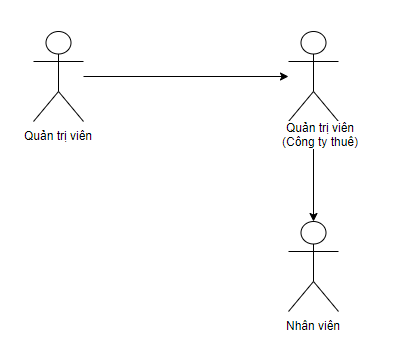 Quản trị viên
Quản trị viên
(Công ty thuê)
Nhân viên